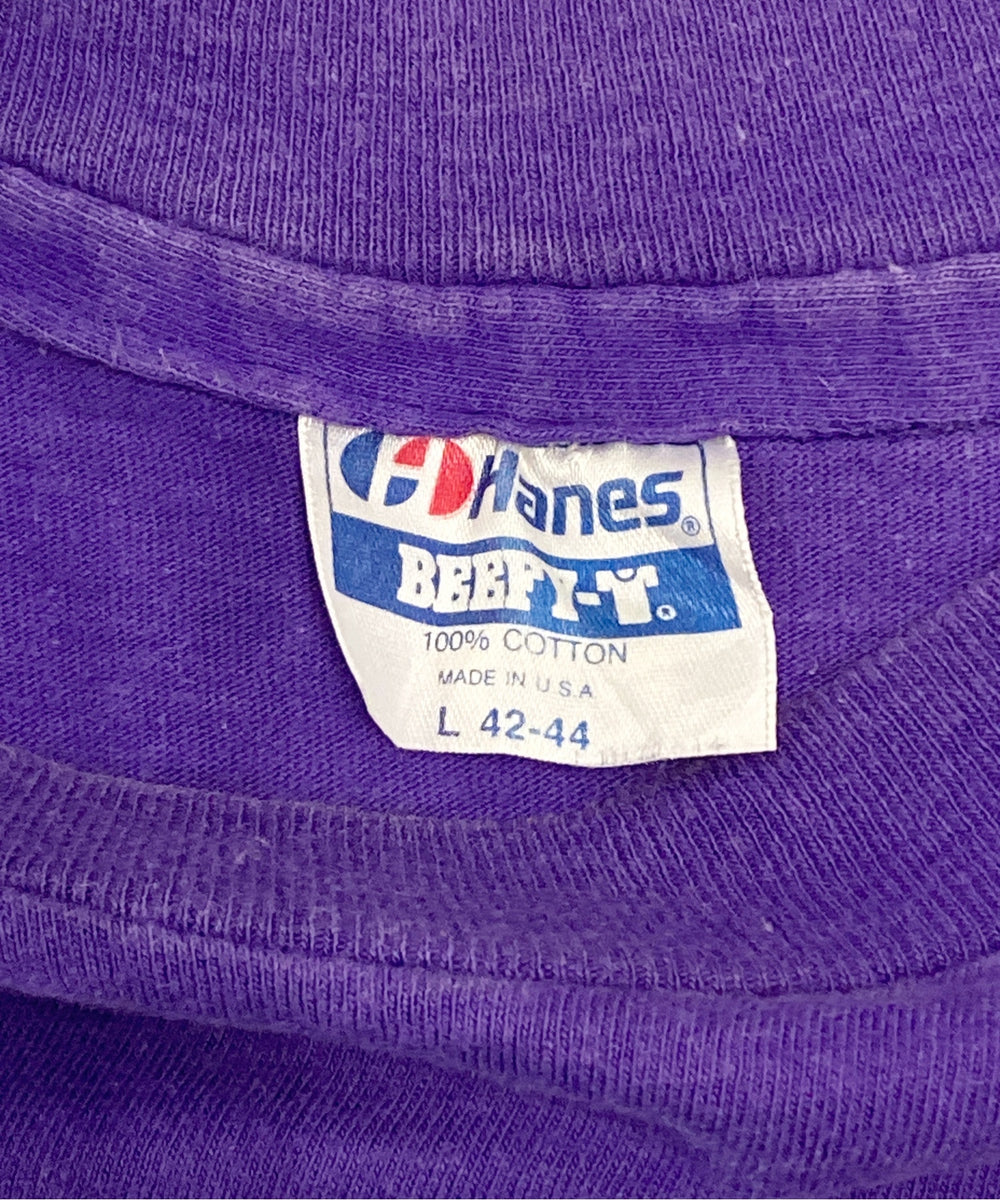 Hanes®
BEEFY-T®
100% COTTON
MADE IN U.S.A
L 42-44